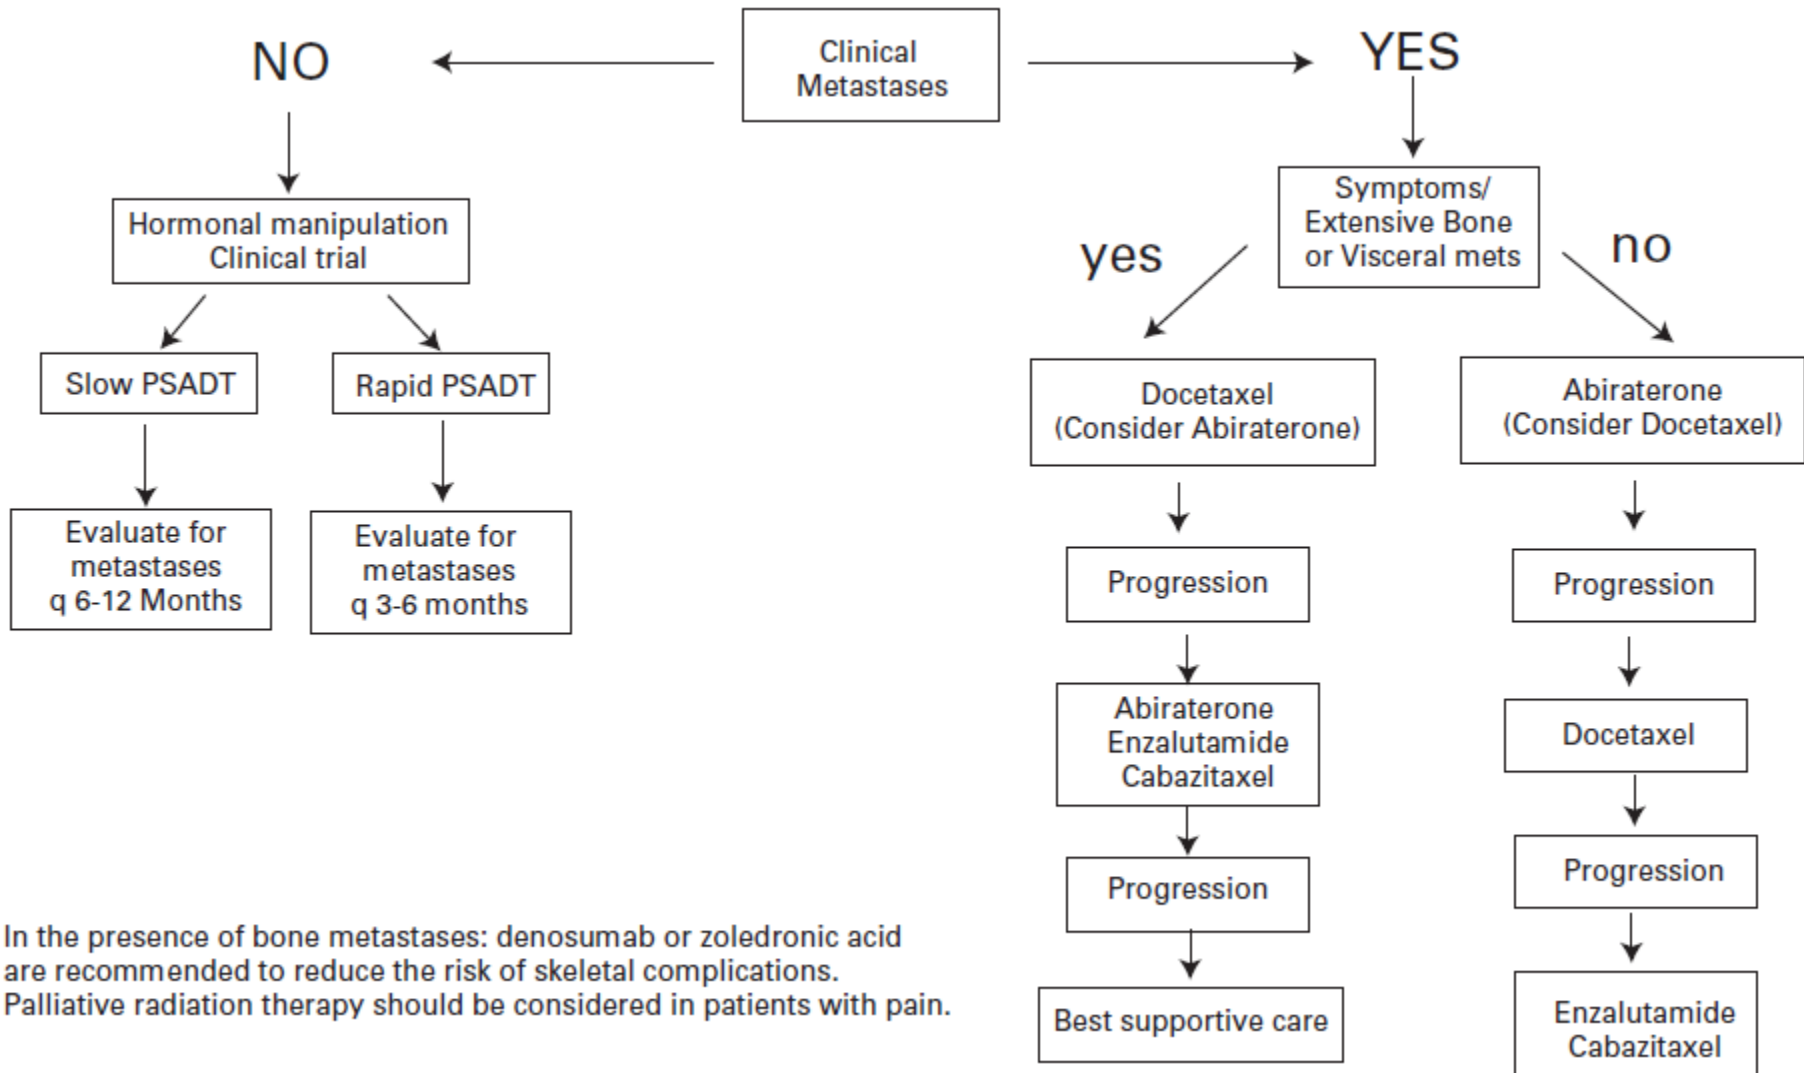 Clinical
Metastases
NO
YES
Hormonal manipulation
Clinical trial
Slow PSADT
Rapid PSADT
Evaluate for
metastases
q 6-12 Months
Evaluate for
metastases
q 3-6 months
Symptoms/
Extensive Bone
or Visceral mets
yes
no
Docetaxel
(Consider Abiraterone)
Progression
Abiraterone
Enzalutamide
Cabazitaxel
Progression
Best supportive care
Abiraterone
(Consider Docetaxel)
Progression
Docetaxel
Progression
Enzalutamide
Cabazitaxel
In the presence of bone metastases: denosumab or zoledronic acid
are recommended to reduce the risk of skeletal complications.
Palliative radiation therapy should be considered in patients with pain.